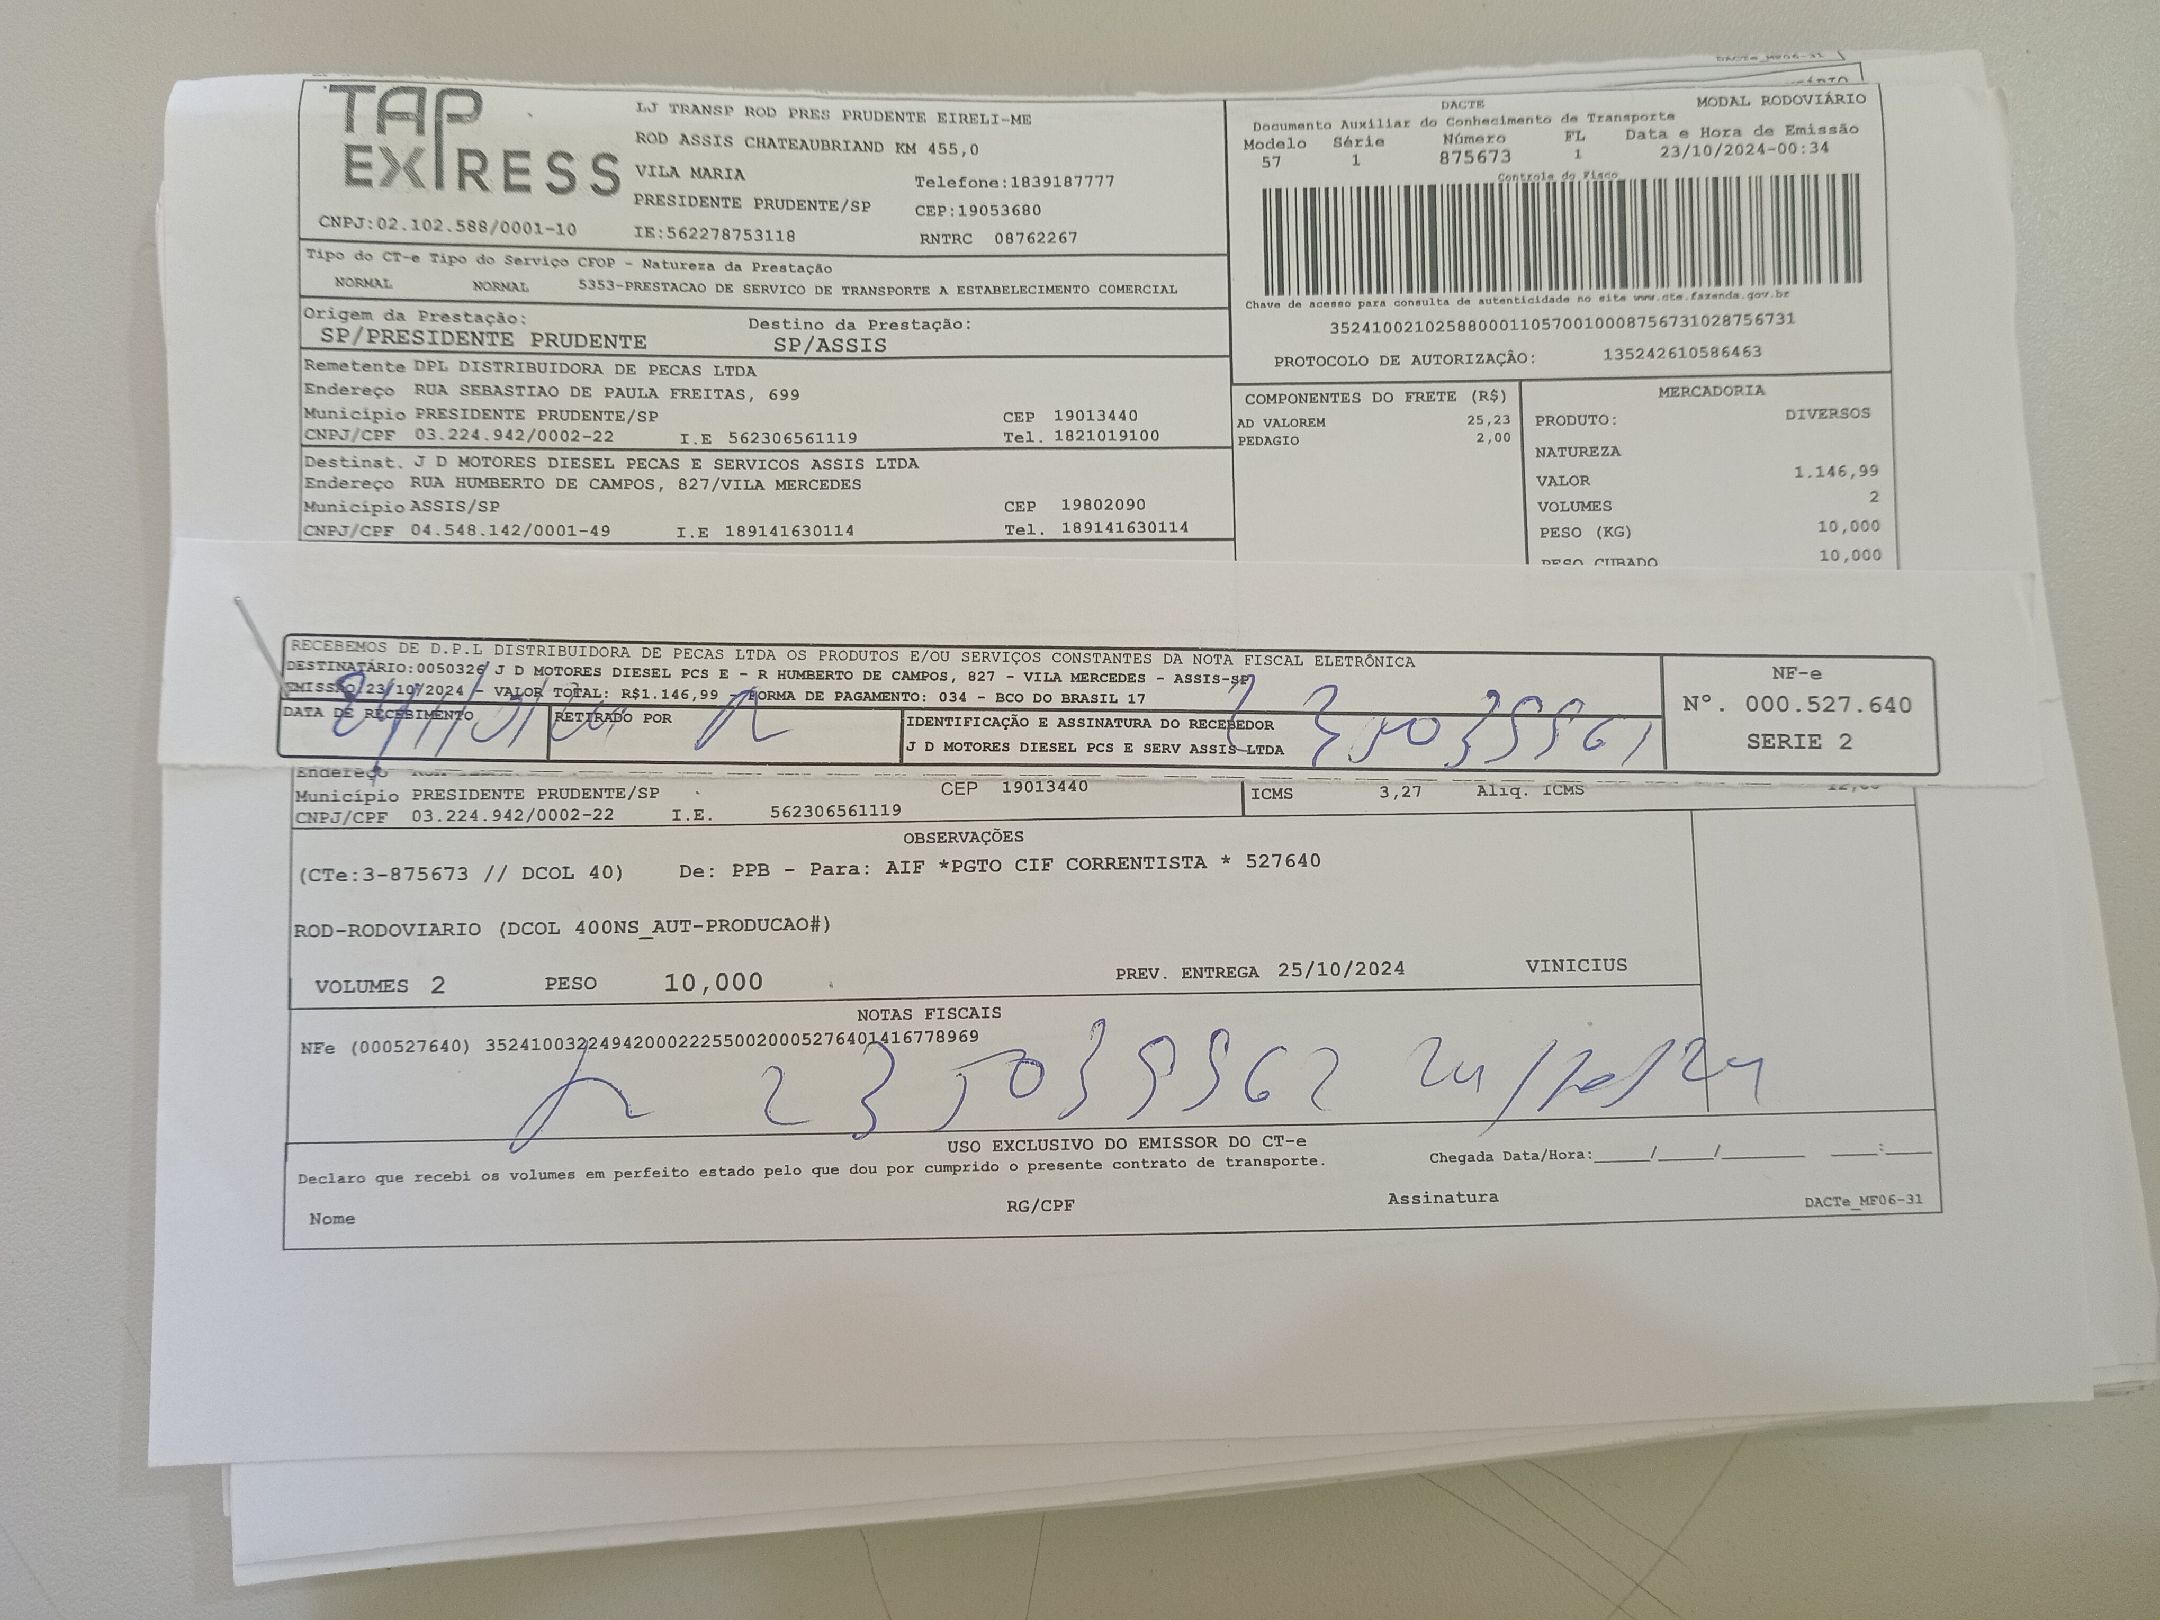 TAP EXPRESS
LJ TRANSP ROD PRES PRUDENTE EIRELI-ME
ROD ASSIS CHATEAUBRIAND KM 455,0
VILA MARIA Telefone:1839187777
PRESIDENTE PRUDENTE/SP CEP:19053680
CNPJ:02.102.588/0001-10 IE:562278753118 RNTRC 08762267
DACTE MODAL RODOVIÁRIO
Documento Auxiliar do Conhecimento de Transporte
Modelo Série Número FL Data e Hora de Emissão
57 1 875673 1 23/10/2024-00:34
Controle do Fisco
Chave de acesso para consulta de autenticidade no site www.cte.fazenda.gov.br
35241002102588000110570010008756731028756731
PROTOCOLO DE AUTORIZAÇÃO: 135242610586463
Tipo do CT-e Tipo do Serviço CFOP - Natureza da Prestação
NORMAL NORMAL 5353-PRESTACAO DE SERVICO DE TRANSPORTE A ESTABELECIMENTO COMERCIAL
Origem da Prestação: Destino da Prestação:
SP/PRESIDENTE PRUDENTE SP/ASSIS
Remetente DPL DISTRIBUIDORA DE PECAS LTDA
Endereço RUA SEBASTIAO DE PAULA FREITAS, 699
Município PRESIDENTE PRUDENTE/SP CEP 19013440
CNPJ/CPF 03.224.942/0002-22 I.E 562306561119 Tel. 1821019100
Destinat. J D MOTORES DIESEL PECAS E SERVICOS ASSIS LTDA
Endereço RUA HUMBERTO DE CAMPOS, 827/VILA MERCEDES
Município ASSIS/SP CEP 19802090
CNPJ/CPF 04.548.142/0001-49 I.E 189141630114 Tel. 189141630114
COMPONENTES DO FRETE (R$)
AD VALOREM 25,23
PEDAGIO 2,00
MERCADORIA
PRODUTO: DIVERSOS
NATUREZA
VALOR 1.146,99
VOLUMES 2
PESO (KG) 10,000
PESO CUBADO 10,000
RECEBEMOS DE D.P.L DISTRIBUIDORA DE PECAS LTDA OS PRODUTOS E/OU SERVIÇOS CONSTANTES DA NOTA FISCAL ELETRÔNICA
DESTINATÁRIO:0050326 J D MOTORES DIESEL PCS E - R HUMBERTO DE CAMPOS, 827 - VILA MERCEDES - ASSIS-SP
EMISSÃO:23/10/2024 - VALOR TOTAL: R$1.146,99 - FORMA DE PAGAMENTO: 034 - BCO DO BRASIL 17
DATA DE RECEBIMENTO RETIRADO POR IDENTIFICAÇÃO E ASSINATURA DO RECEBEDOR
J D MOTORES DIESEL PCS E SERV ASSIS LTDA
NF-e
Nº. 000.527.640
SERIE 2
Endereço
Município PRESIDENTE PRUDENTE/SP CEP 19013440
CNPJ/CPF 03.224.942/0002-22 I.E. 562306561119
ICMS 3,27 Aliq. ICMS
OBSERVAÇÕES
(CTe:3-875673 // DCOL 40) De: PPB - Para: AIF *PGTO CIF CORRENTISTA * 527640
ROD-RODOVIARIO (DCOL 400NS_AUT-PRODUCAO#)
VOLUMES 2 PESO 10,000 PREV. ENTREGA 25/10/2024 VINICIUS
NOTAS FISCAIS
NFe (000527640) 35241003224942000222550020005276401416778969
24/10/24
USO EXCLUSIVO DO EMISSOR DO CT-e
Declaro que recebi os volumes em perfeito estado pelo que dou por cumprido o presente contrato de transporte. Chegada Data/Hora:____/____/______ ___:___
Nome RG/CPF Assinatura DACTe_MF06-31